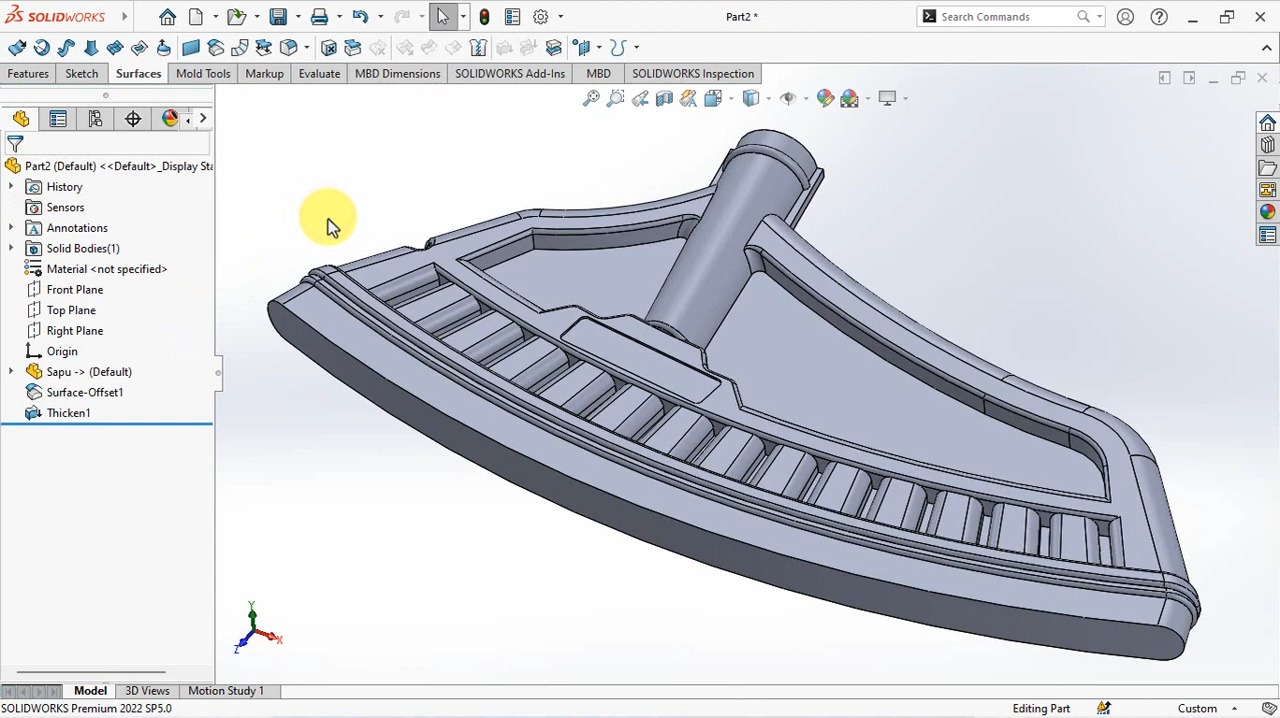 SOLIDWORKS
Part2 *
Search Commands
Features
Sketch
Surfaces
Mold Tools
Markup
Evaluate
MBD Dimensions
SOLIDWORKS Add-Ins
MBD
SOLIDWORKS Inspection
Part2 (Default) <<Default>_Display Sta
History
Sensors
Annotations
Solid Bodies(1)
Material <not specified>
Front Plane
Top Plane
Right Plane
Origin
Sapu -> (Default)
Surface-Offset1
Thicken1
Y
X
Z
Model
3D Views
Motion Study 1
SOLIDWORKS Premium 2022 SP5.0
Editing Part
Custom